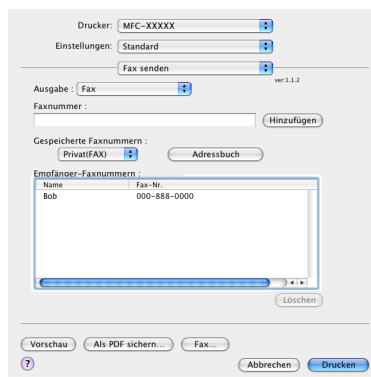 Drucker: MFC-XXXXX
Einstellungen: Standard
Fax senden
ver:1.1.2
Ausgabe : Fax
Faxnummer :
Hinzufügen
Gespeicherte Faxnummern :
Privat(FAX) Adressbuch
Empfänger-Faxnummern :
Name Fax-Nr.
Bob 000-888-0000
Löschen
Vorschau Als PDF sichern... Fax...
? Abbrechen Drucken